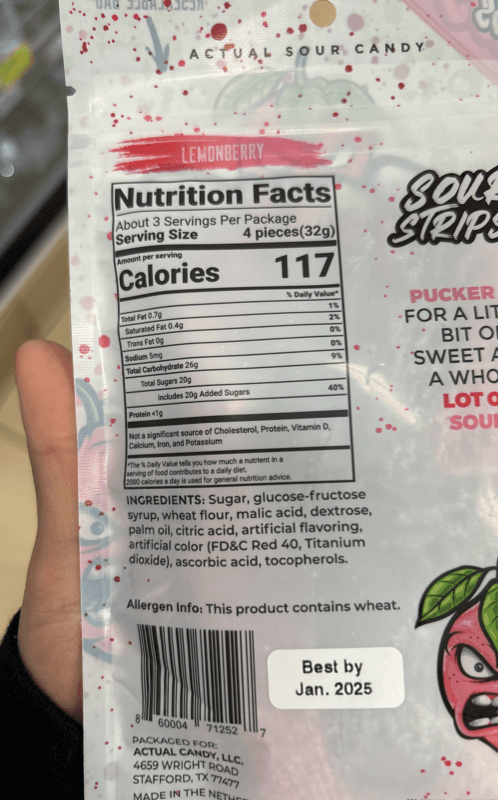 ACTUAL SOUR CANDY
LEMONBERRY
Nutrition Facts
About 3 Servings Per Package
Serving Size 4 pieces(32g)
Amount per serving
Calories 117
% Daily Value*
Total Fat 0.7g 1%
Saturated Fat 0.4g 2%
Trans Fat 0g 0%
Sodium 5mg 0%
Total Carbohydrate 26g 9%
Total Sugars 20g
Includes 20g Added Sugars 40%
Protein <1g
Not a significant source of Cholesterol, Protein, Vitamin D,
Calcium, Iron, and Potassium
*The % Daily Value tells you how much a nutrient in a
serving of food contributes to a daily diet.
2000 calories a day is used for general nutrition advice.
INGREDIENTS: Sugar, glucose-fructose
syrup, wheat flour, malic acid, dextrose,
palm oil, citric acid, artificial flavoring,
artificial color (FD&C Red 40, Titanium
dioxide), ascorbic acid, tocopherols.
Allergen Info: This product contains wheat.
8 60004 71252 7
Best by
Jan. 2025
PACKAGED FOR:
ACTUAL CANDY, LLC.
4659 WRIGHT ROAD
STAFFORD, TX 77477
MADE IN THE
SOUR
STRIPS
PUCKER
FOR A LIT
BIT O
SWEET A
A WHO
LOT O
SOUR